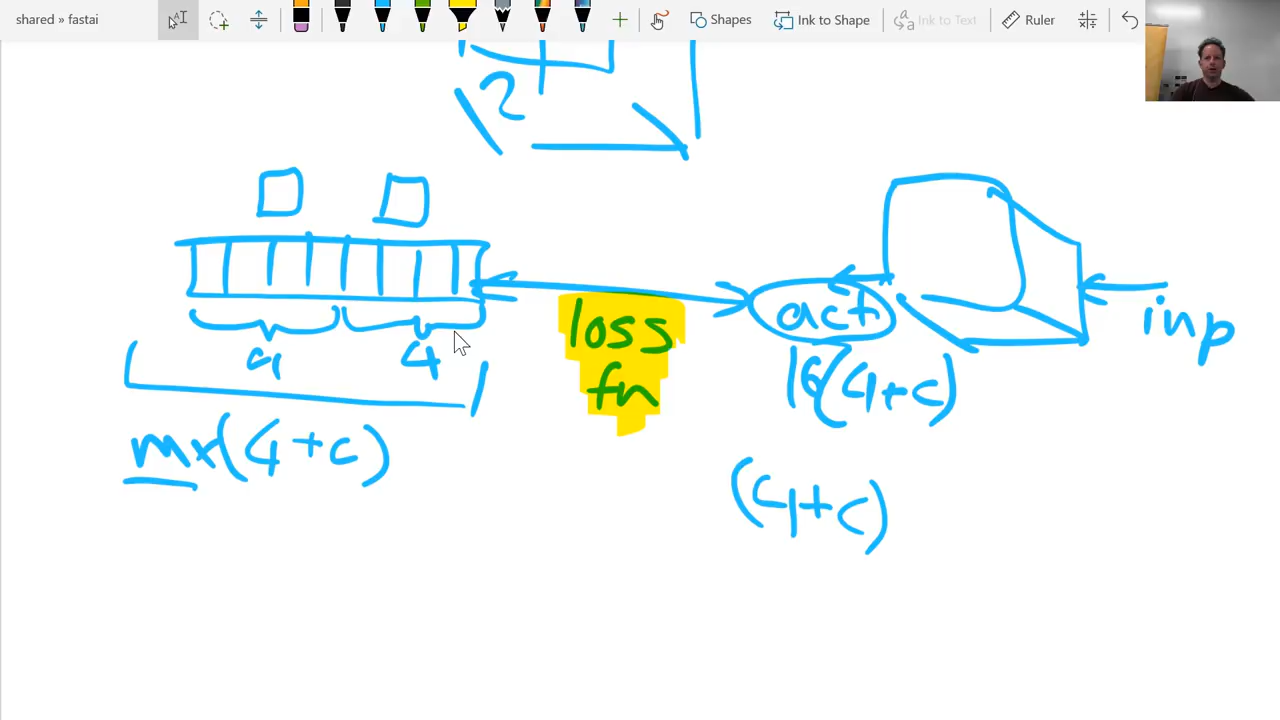 shared » fastai
Shapes
Ink to Shape
Ink to Text
Ruler
12
loss
fn
act
inp
4
4
16(4+c)
mx(4+c)
(4+c)